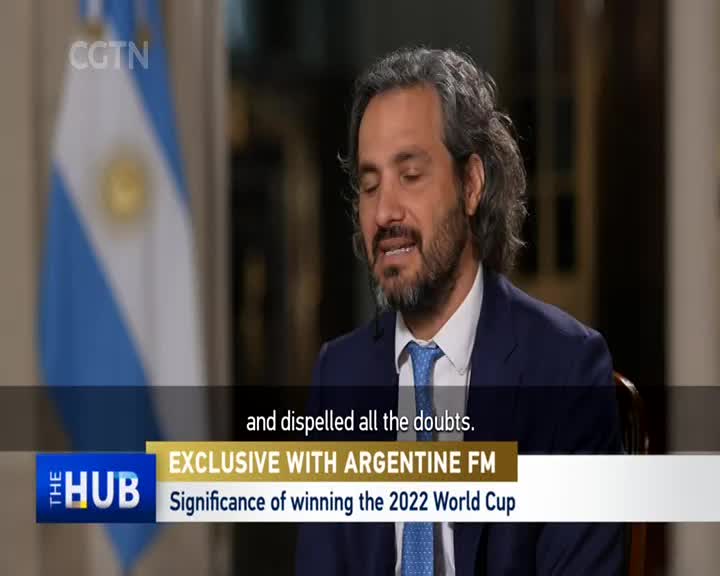 CGTN
and dispelled all the doubts.
THE HUB
EXCLUSIVE WITH ARGENTINE FM
Significance of winning the 2022 World Cup